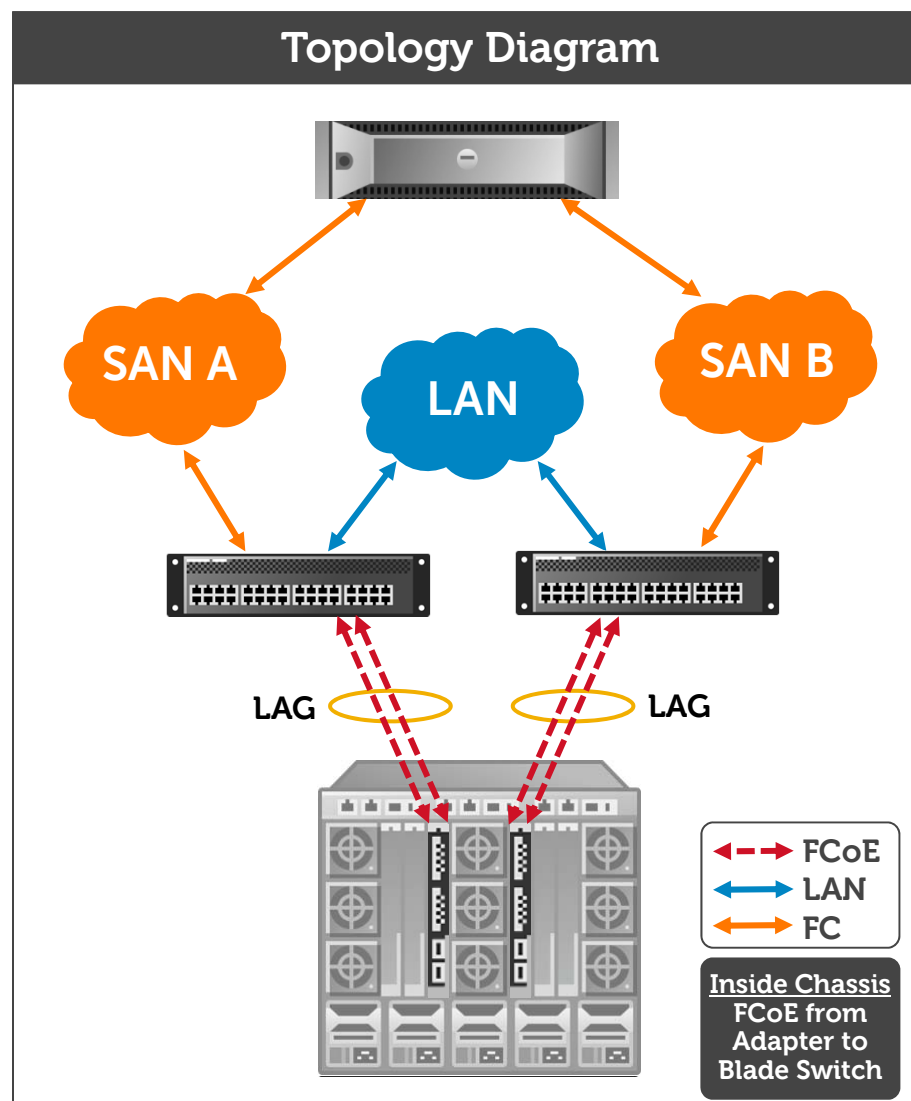 Topology Diagram
SAN A
LAN
SAN B
LAG
LAG
FCoE
LAN
FC
Inside Chassis
FCoE from
Adapter to
Blade Switch